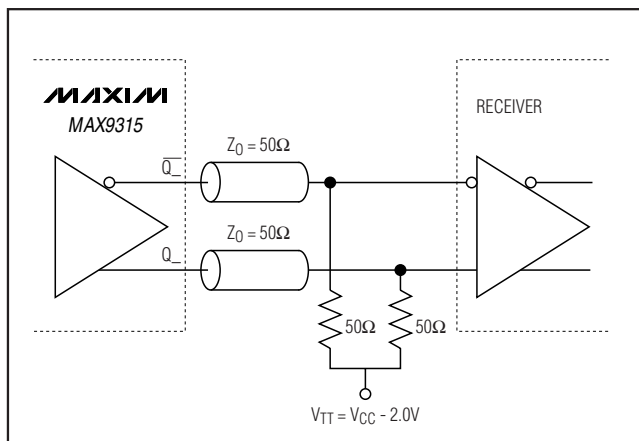 MAXIM
MAX9315
Q_
Z0 = 50Ω
RECEIVER
Q_
Z0 = 50Ω
50Ω
50Ω
VTT = VCC - 2.0V